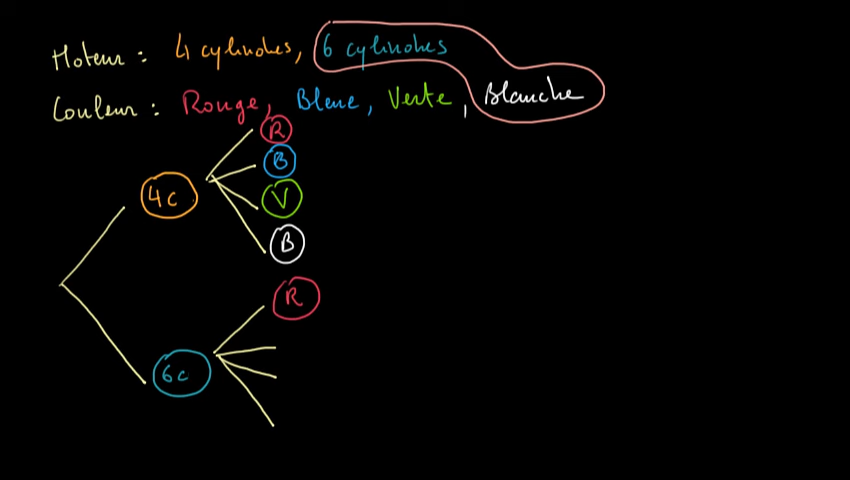 Moteur : 4 cylindres, 6 cylindres
Couleur : Rouge, Bleue, Verte, Blanche
R
B
4c
V
B
R
6c